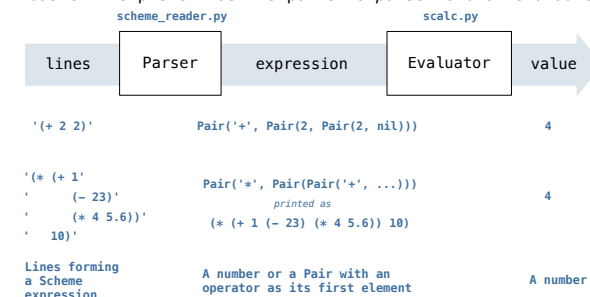 scheme_reader.py scalc.py
lines Parser expression Evaluator value
'(+ 2 2)' Pair('+', Pair(2, Pair(2, nil))) 4
'(* (+ 1'
' (- 23)'
' (* 4 5.6))'
' 10)'
Pair('*', Pair(Pair('+', ...)))
printed as
(* (+ 1 (- 23) (* 4 5.6)) 10)
4
Lines forming
a Scheme
expression
A number or a Pair with an
operator as its first element
A number